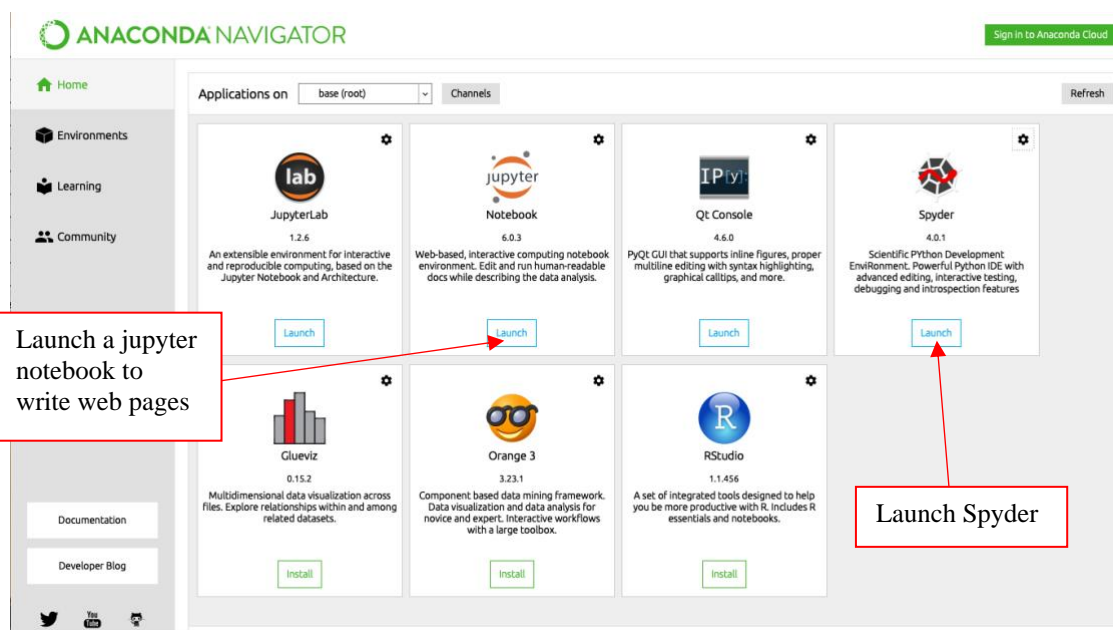 ANACONDA NAVIGATOR
Sign in to Anaconda Cloud
Home
Environments
Learning
Community
Applications on
base (root)
Channels
Refresh
lab
JupyterLab
1.2.6
An extensible environment for interactive
and reproducible computing, based on the
Jupyter Notebook and Architecture.
Launch
jupyter
Notebook
6.0.3
Web-based, interactive computing notebook
environment. Edit and run human-readable
docs while describing the data analysis.
Launch
IP[y]:
Qt Console
4.6.0
PyQt GUI that supports inline figures, proper
multiline editing with syntax highlighting,
graphical calltips, and more.
Launch
Spyder
4.0.1
Scientific PYthon Development
EnviRonment. Powerful Python IDE with
advanced editing, interactive testing,
debugging and introspection features
Launch
Launch a jupyter
notebook to
write web pages
Glueviz
0.15.2
Multidimensional data visualization across
files. Explore relationships within and among
related datasets.
Install
Orange 3
3.23.1
Component based data mining framework.
Data visualization and data analysis for
novice and expert. Interactive workflows
with a large toolbox.
Install
R
RStudio
1.1.456
A set of integrated tools designed to help
you be more productive with R. Includes R
essentials and notebooks.
Install
Launch Spyder
Documentation
Developer Blog
You
Tube